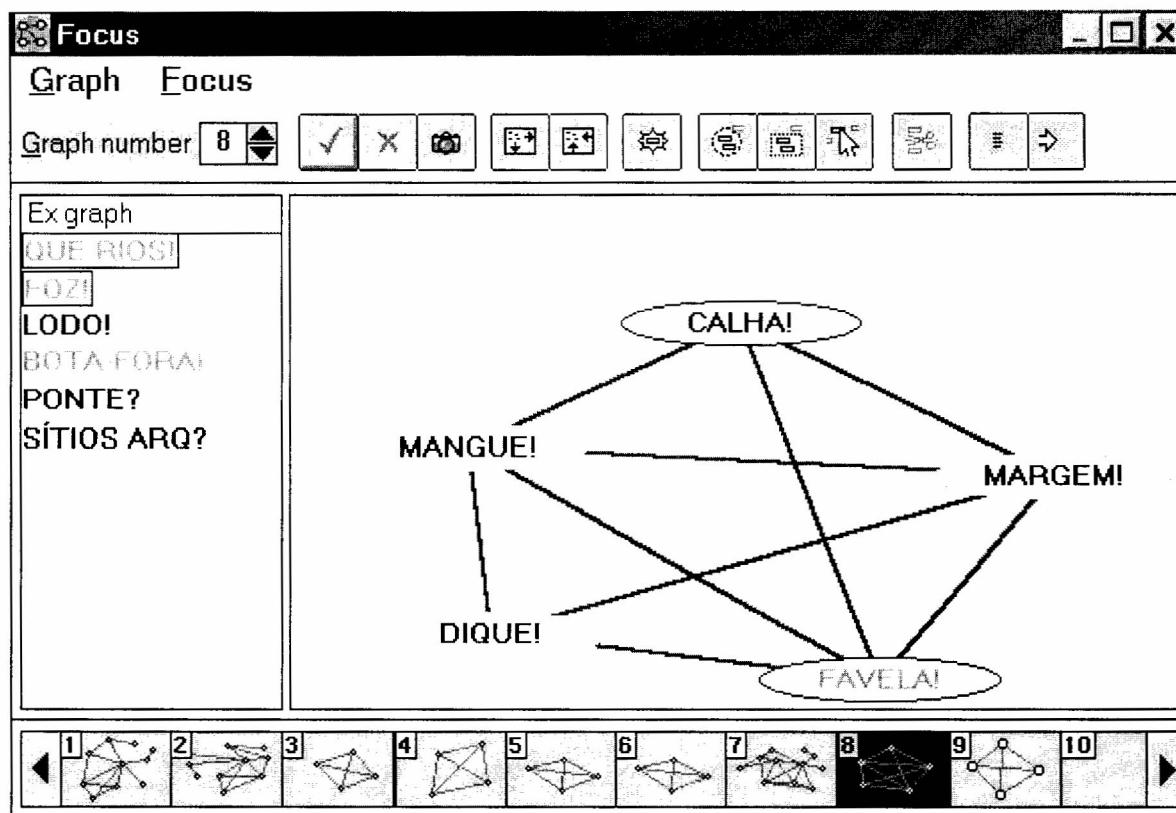 Focus
Graph Focus
Graph number 8
Ex graph
QUE RIOS!
FOZ!
LODO!
BOTA-FORA!
PONTE?
SÍTIOS ARQ?
CALHA!
MANGUE!
MARGEM!
DIQUE!
FAVELA!
1 2 3 4 5 6 7 8 9 10